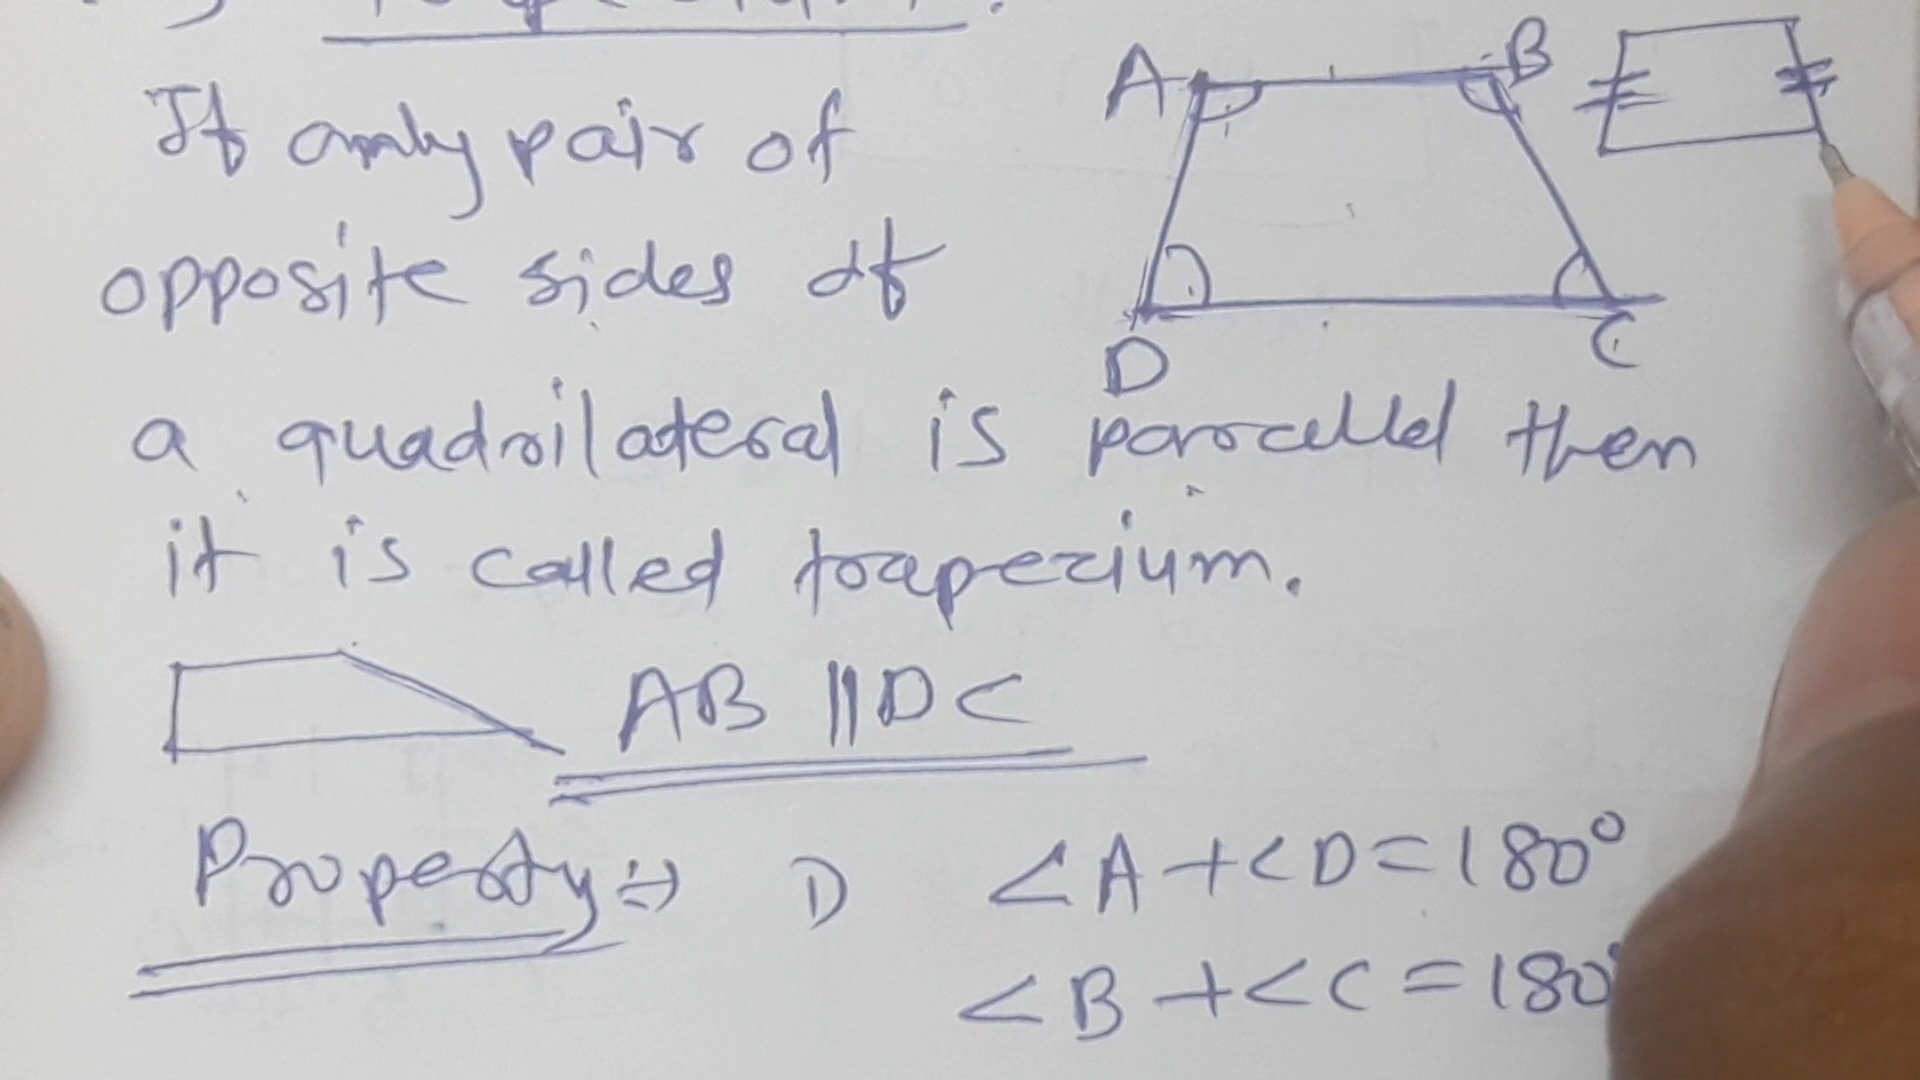 If only pair of
opposite sides of
a quadrilateral is parallel then
it is called trapezium.
A B
D C
AB || DC
Property :→ 1) ∠A + ∠D = 180°
∠B + ∠C = 180°